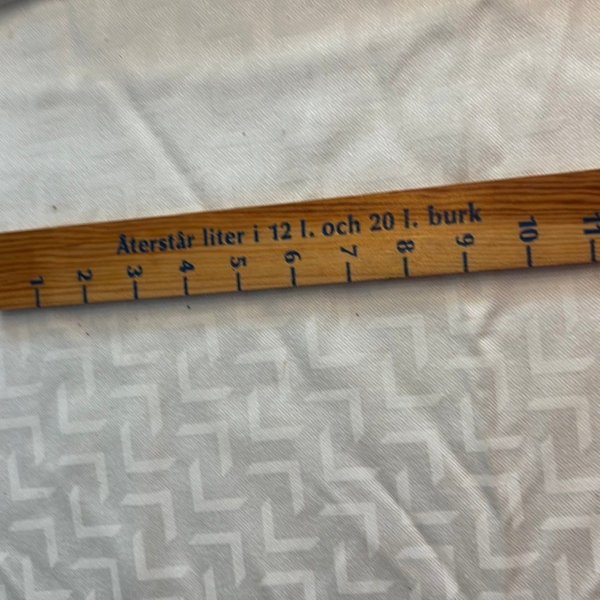 Återstår liter i 12 l. och 20 l. burk
1 2 3 4 5 6 7 8 9 10 11